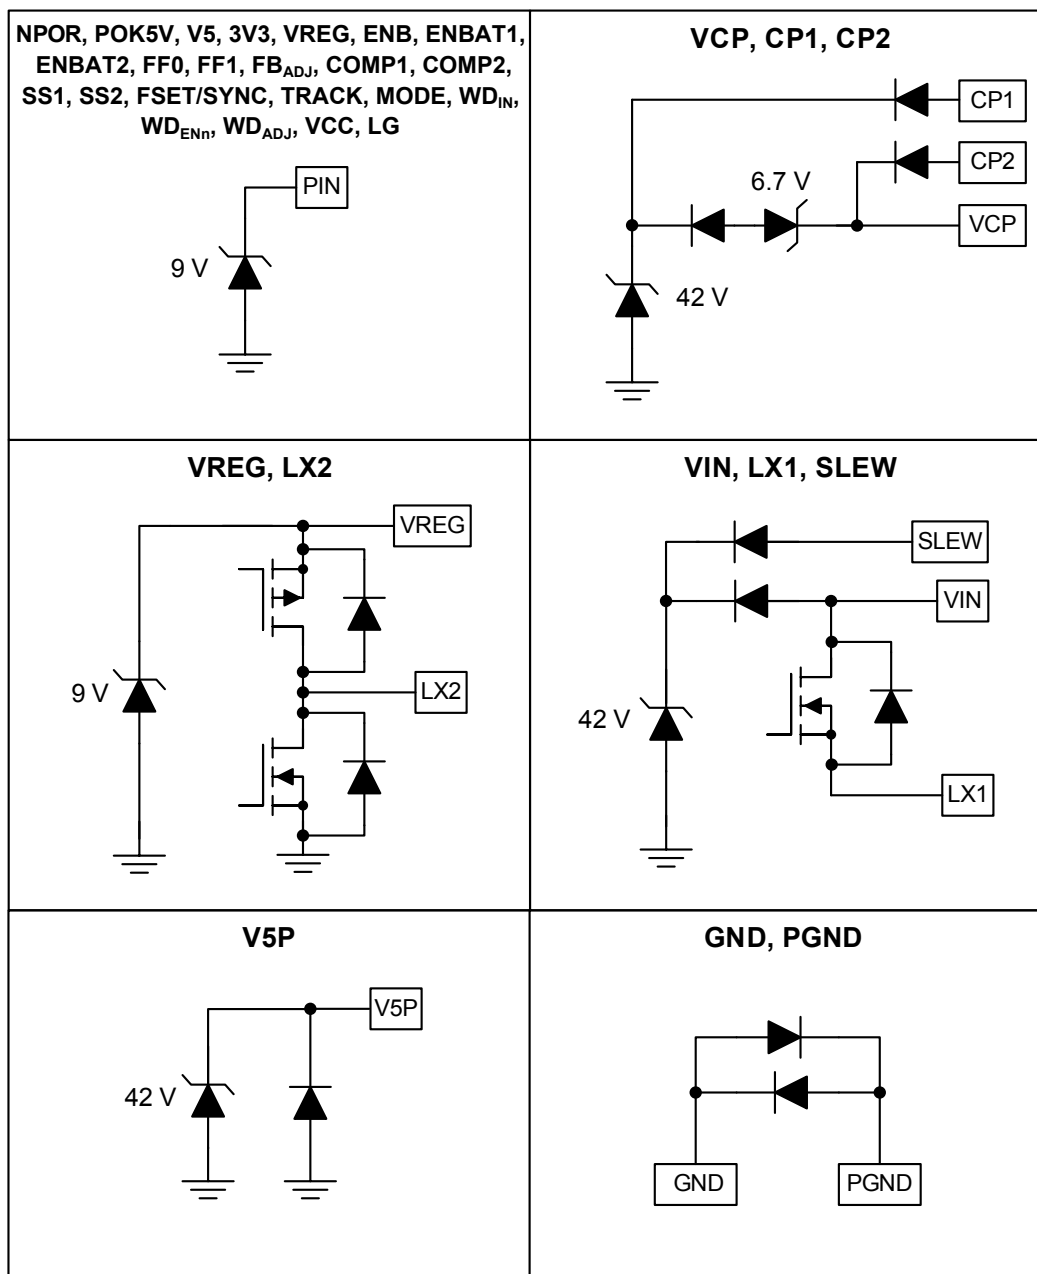 NPOR, POK5V, V5, 3V3, VREG, ENB, ENBAT1,
ENBAT2, FF0, FF1, FBADJ, COMP1, COMP2,
SS1, SS2, FSET/SYNC, TRACK, MODE, WDIN,
WDENn, WDADJ, VCC, LG
PIN
9 V
VCP, CP1, CP2
CP1
CP2
6.7 V
VCP
42 V
VREG, LX2
VREG
9 V
LX2
VIN, LX1, SLEW
SLEW
VIN
42 V
LX1
V5P
V5P
42 V
GND, PGND
GND
PGND